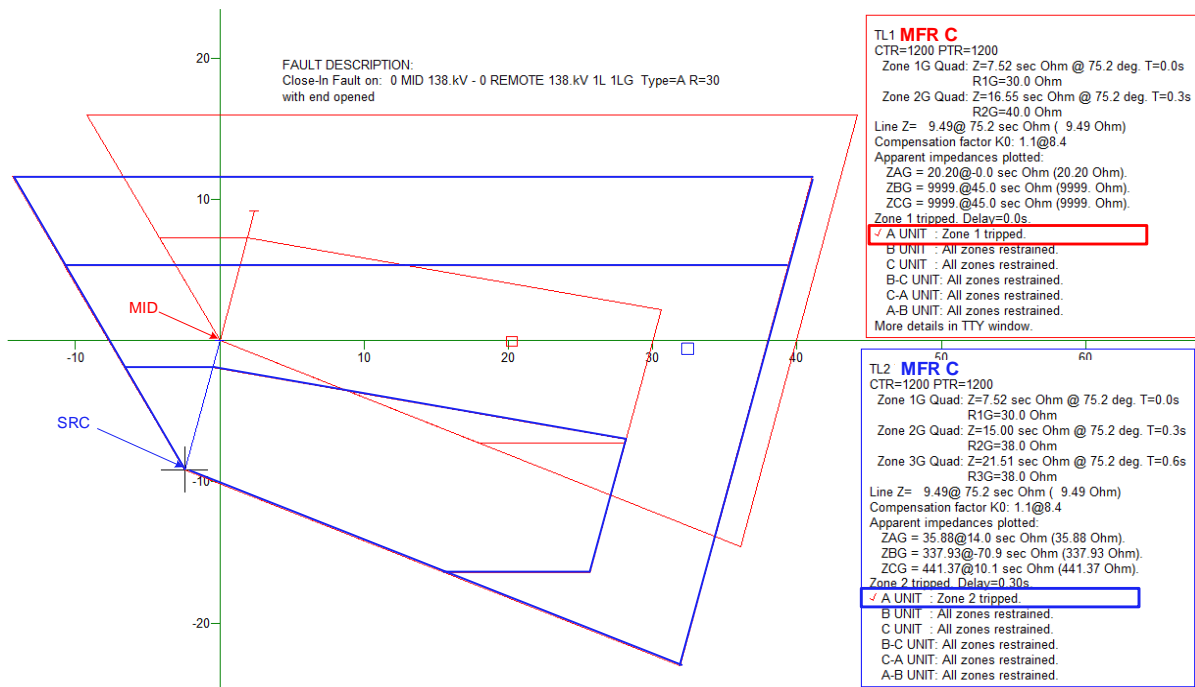 20
FAULT DESCRIPTION:
Close-In Fault on: 0 MID 138.kV - 0 REMOTE 138.kV 1L 1LG Type=A R=30
with end opened
10
MID
-10
10
20
30
40
50
60
SRC
-10
-20
TL1 MFR C
CTR=1200 PTR=1200
Zone 1G Quad: Z=7.52 sec Ohm @ 75.2 deg. T=0.0s
R1G=30.0 Ohm
Zone 2G Quad: Z=16.55 sec Ohm @ 75.2 deg. T=0.3s
R2G=40.0 Ohm
Line Z= 9.49@ 75.2 sec Ohm ( 9.49 Ohm)
Compensation factor K0: 1.1@8.4
Apparent impedances plotted:
ZAG = 20.20@-0.0 sec Ohm (20.20 Ohm).
ZBG = 9999.@45.0 sec Ohm (9999. Ohm).
ZCG = 9999.@45.0 sec Ohm (9999. Ohm).
Zone 1 tripped. Delay=0.0s.
A UNIT : Zone 1 tripped.
B UNIT : All zones restrained.
C UNIT : All zones restrained.
B-C UNIT: All zones restrained.
C-A UNIT: All zones restrained.
A-B UNIT: All zones restrained.
More details in TTY window.
TL2 MFR C
CTR=1200 PTR=1200
Zone 1G Quad: Z=7.52 sec Ohm @ 75.2 deg. T=0.0s
R1G=30.0 Ohm
Zone 2G Quad: Z=15.00 sec Ohm @ 75.2 deg. T=0.3s
R2G=38.0 Ohm
Zone 3G Quad: Z=21.51 sec Ohm @ 75.2 deg. T=0.6s
R3G=38.0 Ohm
Line Z= 9.49@ 75.2 sec Ohm ( 9.49 Ohm)
Compensation factor K0: 1.1@8.4
Apparent impedances plotted:
ZAG = 35.88@14.0 sec Ohm (35.88 Ohm).
ZBG = 337.93@-70.9 sec Ohm (337.93 Ohm).
ZCG = 441.37@10.1 sec Ohm (441.37 Ohm).
Zone 2 tripped. Delay=0.30s.
A UNIT : Zone 2 tripped.
B UNIT : All zones restrained.
C UNIT : All zones restrained.
B-C UNIT: All zones restrained.
C-A UNIT: All zones restrained.
A-B UNIT: All zones restrained.